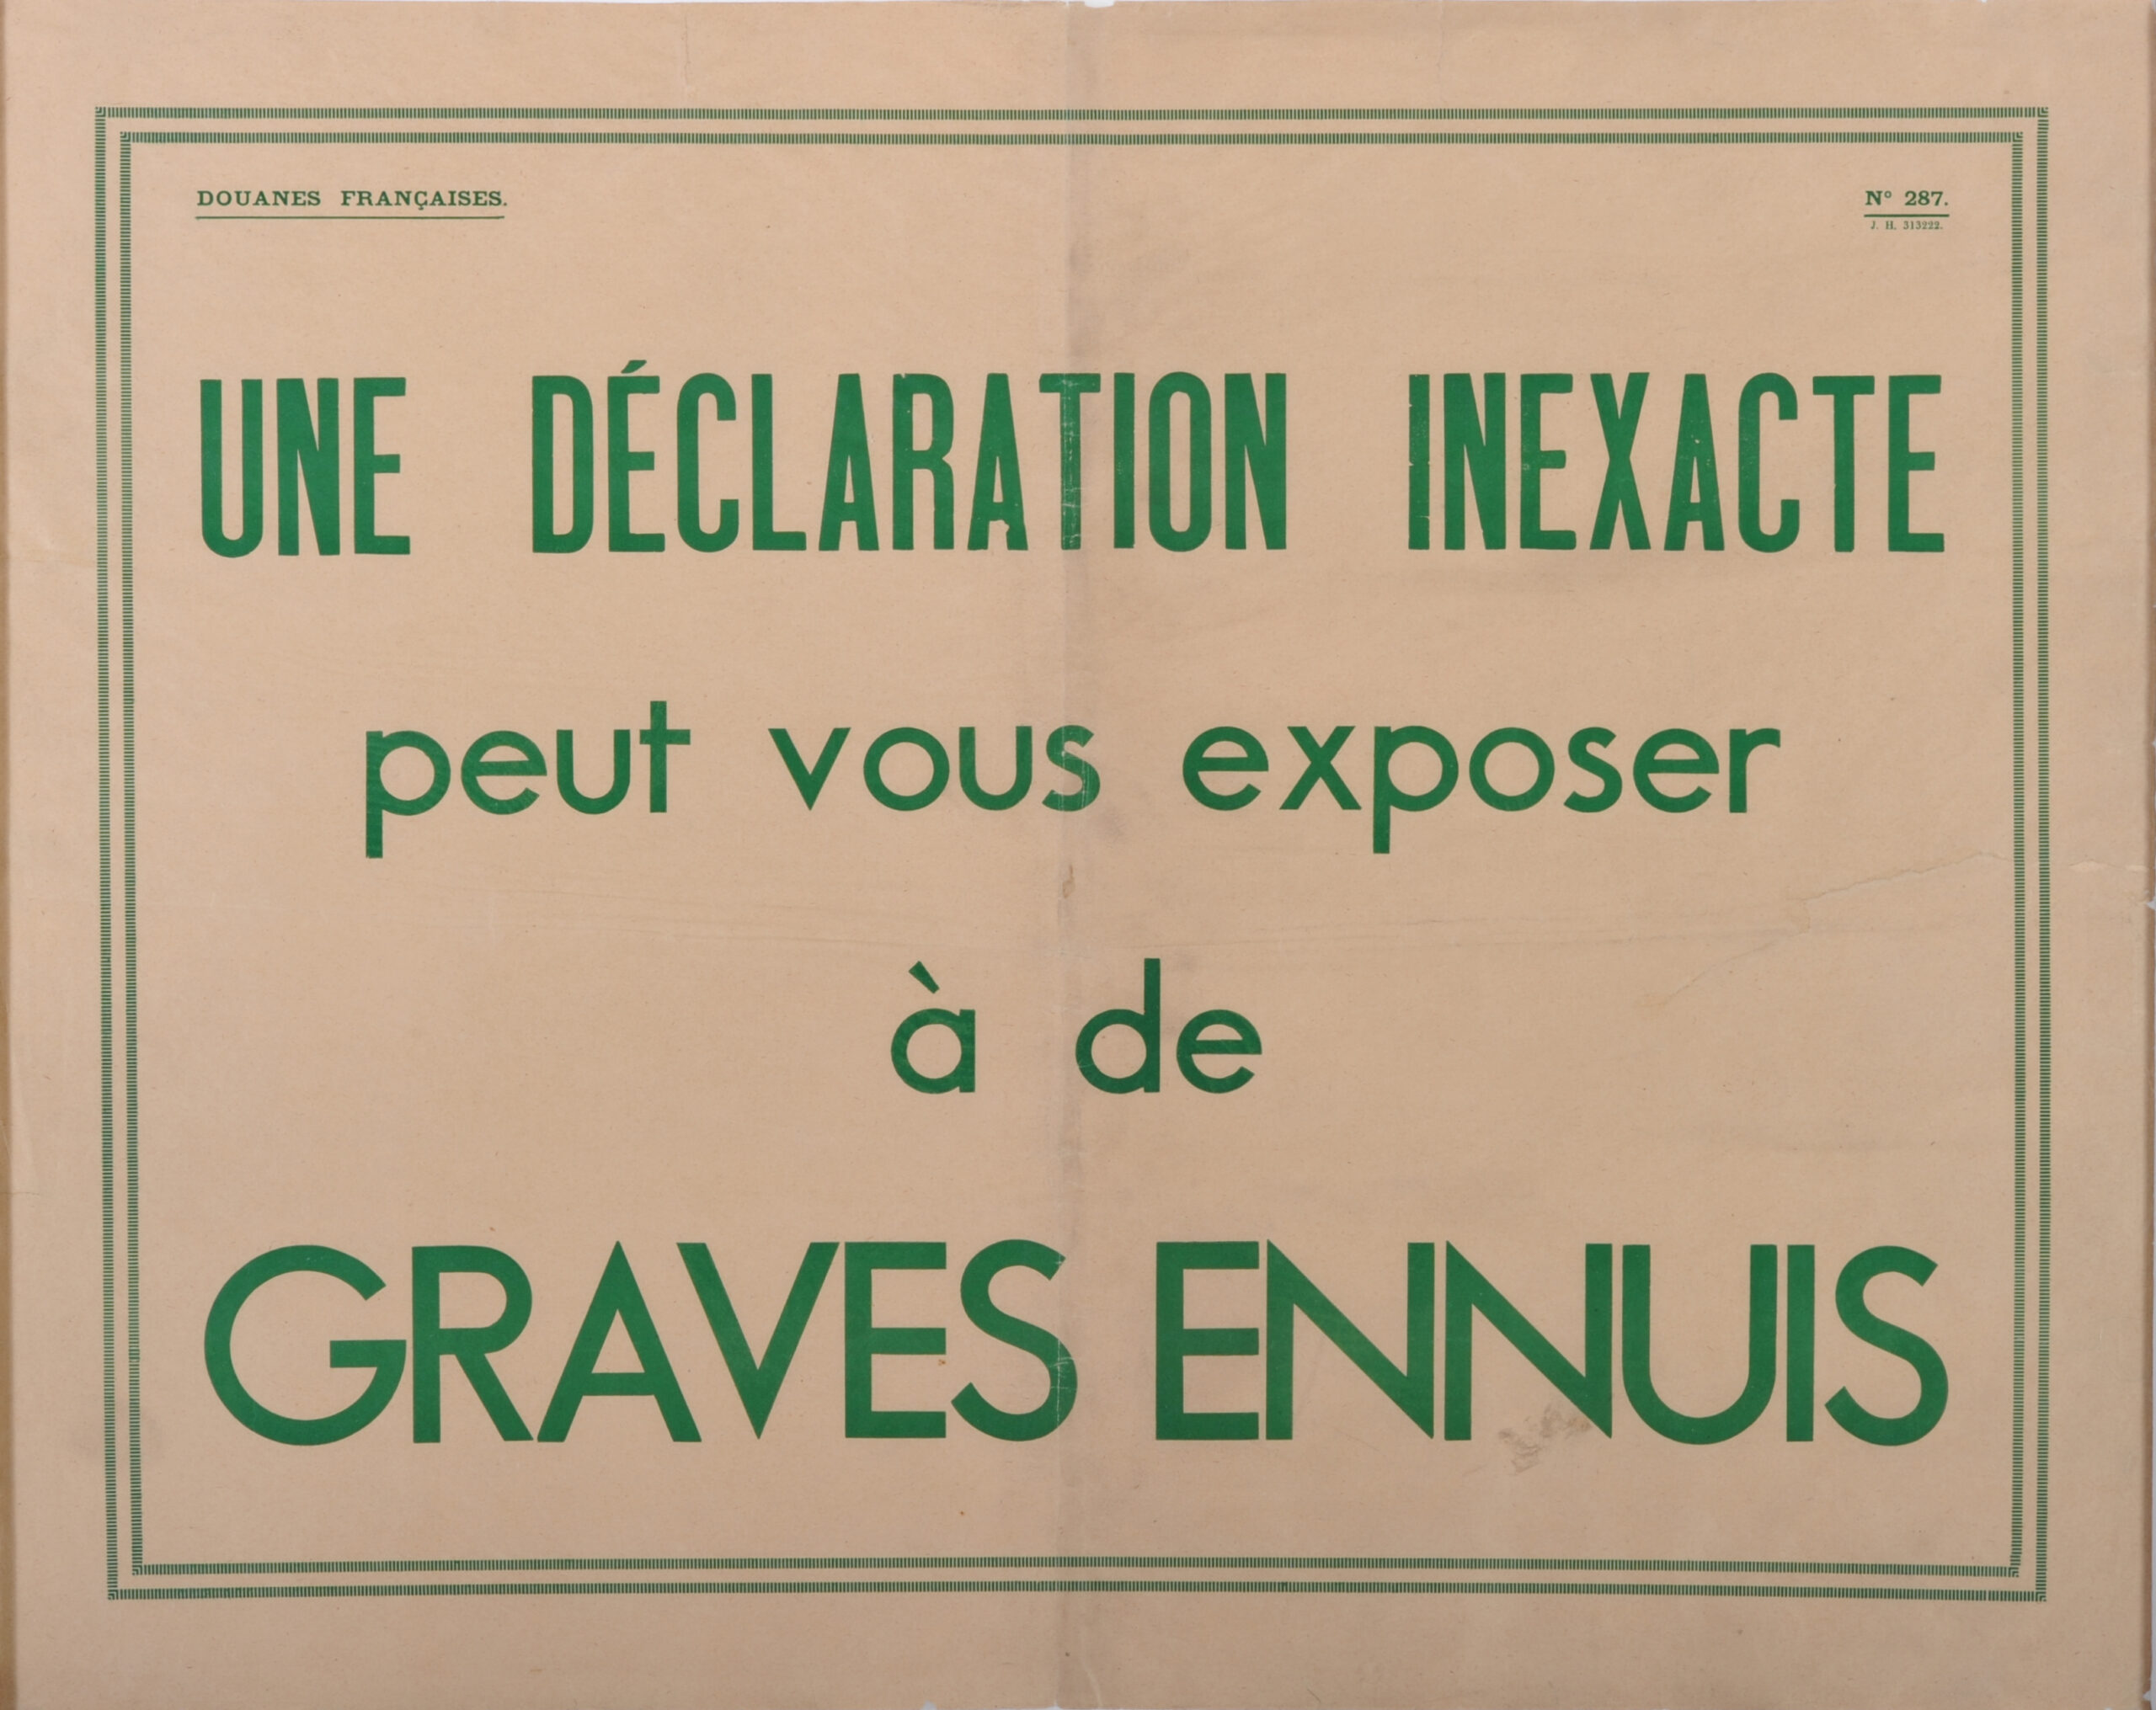 DOUANES FRANÇAISES.
N° 287.
J. H. 313222.
UNE DÉCLARATION INEXACTE
peut vous exposer
à de
GRAVES ENNUIS